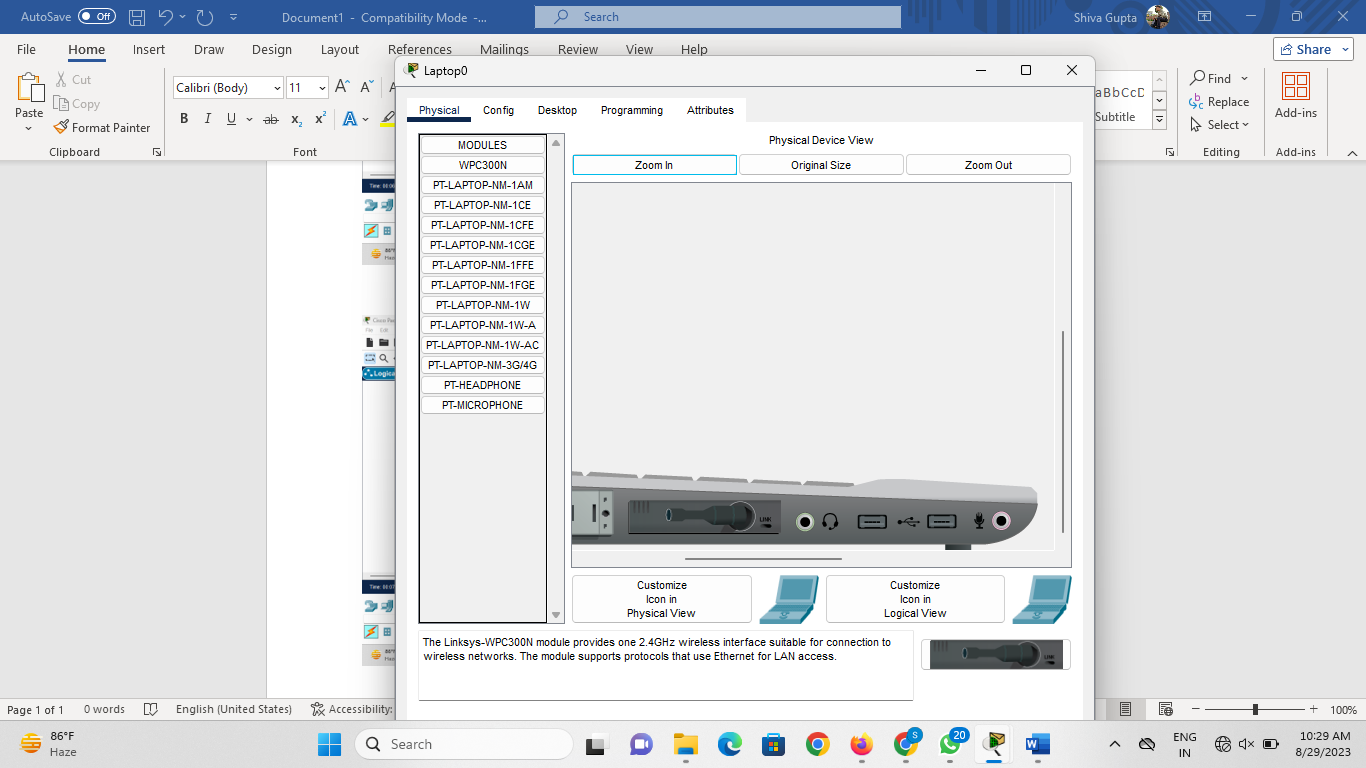 AutoSave Off Document1 - Compatibility Mode -... Search Shiva Gupta
File Home Insert Draw Design Layout References Mailings Review View Help Share
Paste Cut Copy Format Painter
Clipboard
Calibri (Body) 11 A A
B I U ab x₂ x² A
Font
aBbCcD
Subtitle
Find
Replace
Select
Editing
Add-ins
Add-ins
Laptop0
Physical Config Desktop Programming Attributes
MODULES
WPC300N
PT-LAPTOP-NM-1AM
PT-LAPTOP-NM-1CE
PT-LAPTOP-NM-1CFE
PT-LAPTOP-NM-1CGE
PT-LAPTOP-NM-1FFE
PT-LAPTOP-NM-1FGE
PT-LAPTOP-NM-1W
PT-LAPTOP-NM-1W-A
PT-LAPTOP-NM-1W-AC
PT-LAPTOP-NM-3G/4G
PT-HEADPHONE
PT-MICROPHONE
Physical Device View
Zoom In Original Size Zoom Out
LINK
Customize
Icon in
Physical View
Customize
Icon in
Logical View
The Linksys-WPC300N module provides one 2.4GHz wireless interface suitable for connection to
wireless networks. The module supports protocols that use Ethernet for LAN access.
LINK
Page 1 of 1 0 words English (United States) Accessibility: 100%
86°F
Haze
Search
S
20
ENG
IN
10:29 AM
8/29/2023